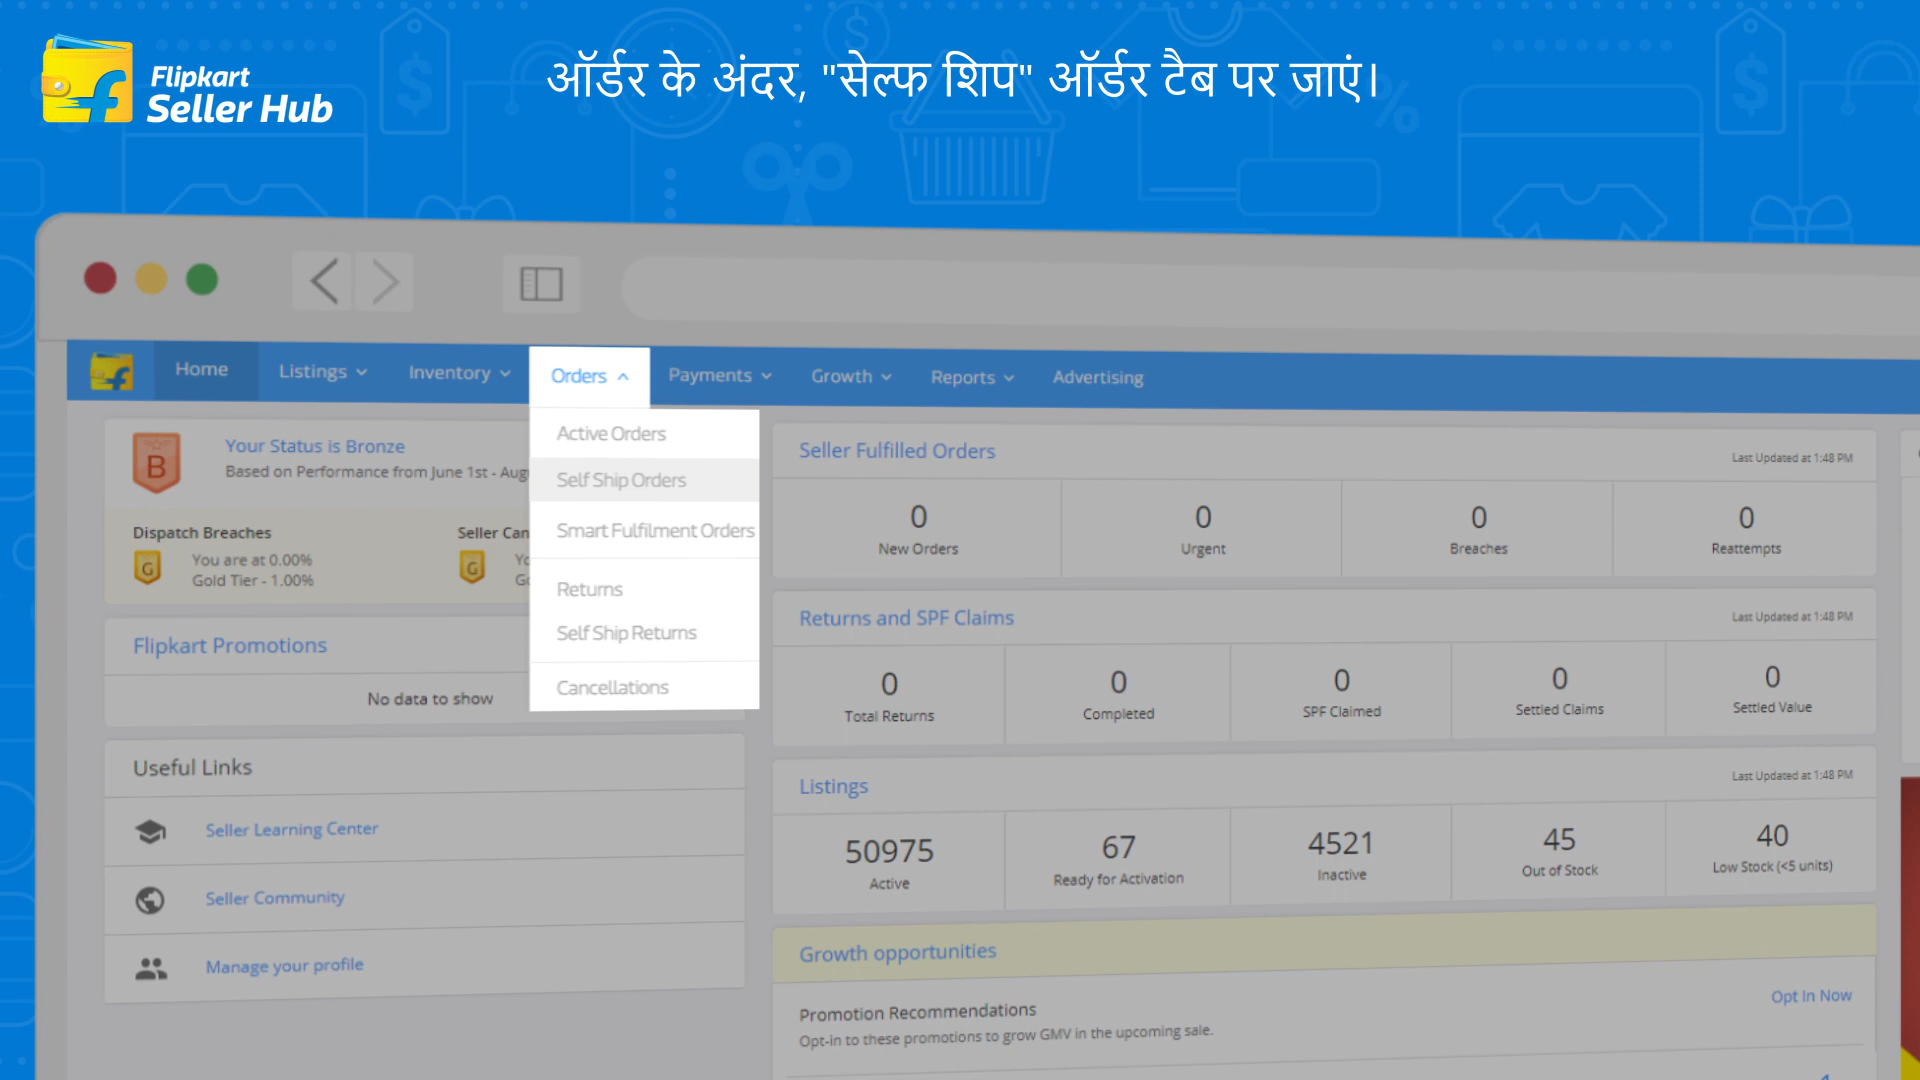 Flipkart
Seller Hub
ऑर्डर के अंदर, "सेल्फ शिप" ऑर्डर टैब पर जाएं।
Home
Listings
Inventory
Orders
Payments
Growth
Reports
Advertising
Active Orders
Self Ship Orders
Smart Fulfilment Orders
Returns
Self Ship Returns
Cancellations
B
Your Status is Bronze
Based on Performance from June 1st - Aug
Dispatch Breaches
G
You are at 0.00%
Gold Tier - 1.00%
Seller Can
G
Flipkart Promotions
No data to show
Useful Links
Seller Learning Center
Seller Community
Manage your profile
Seller Fulfilled Orders
Last Updated at 1:48 PM
0
New Orders
0
Urgent
0
Breaches
0
Reattempts
Returns and SPF Claims
Last Updated at 1:48 PM
0
Total Returns
0
Completed
0
SPF Claimed
0
Settled Claims
0
Settled Value
Listings
Last Updated at 1:48 PM
50975
Active
67
Ready for Activation
4521
Inactive
45
Out of Stock
40
Low Stock (<5 units)
Growth opportunities
Promotion Recommendations
Opt-in to these promotions to grow GMV in the upcoming sale.
Opt In Now